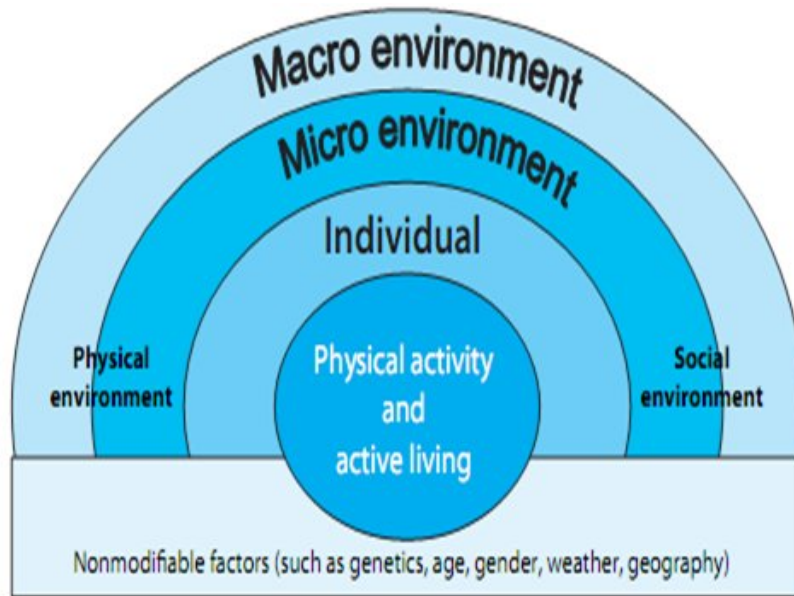 Macro environment
Micro environment
Individual
Physical
environment
Physical activity
and
active living
Social
environment
Nonmodifiable factors (such as genetics, age, gender, weather, geography)